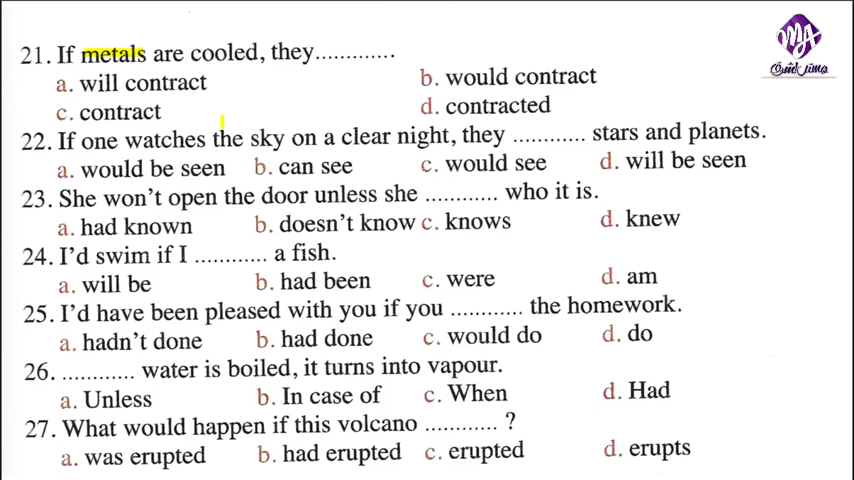 MA
21. If metals are cooled, they.............
a. will contract b. would contract
c. contract d. contracted
22. If one watches the sky on a clear night, they ............ stars and planets.
a. would be seen b. can see c. would see d. will be seen
23. She won't open the door unless she ............ who it is.
a. had known b. doesn't know c. knows d. knew
24. I'd swim if I ............ a fish.
a. will be b. had been c. were d. am
25. I'd have been pleased with you if you ............ the homework.
a. hadn't done b. had done c. would do d. do
26. ............ water is boiled, it turns into vapour.
a. Unless b. In case of c. When d. Had
27. What would happen if this volcano ............ ?
a. was erupted b. had erupted c. erupted d. erupts